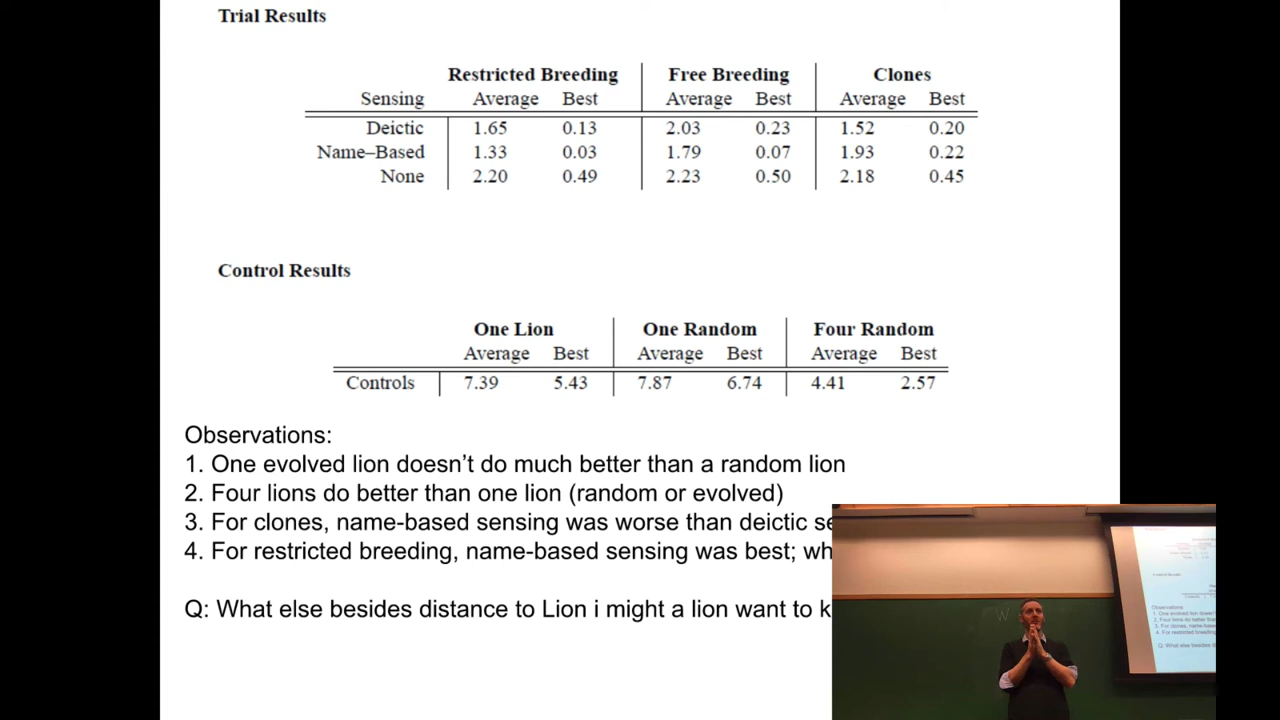 Trial Results
Restricted Breeding Free Breeding Clones
Sensing Average Best Average Best Average Best
Deictic 1.65 0.13 2.03 0.23 1.52 0.20
Name–Based 1.33 0.03 1.79 0.07 1.93 0.22
None 2.20 0.49 2.23 0.50 2.18 0.45
Control Results
One Lion One Random Four Random
Average Best Average Best Average Best
Controls 7.39 5.43 7.87 6.74 4.41 2.57
Observations:
1. One evolved lion doesn't do much better than a random lion
2. Four lions do better than one lion (random or evolved)
3. For clones, name-based sensing was worse than deictic se
4. For restricted breeding, name-based sensing was best; wh
Q: What else besides distance to Lion i might a lion want to k
W
Observations: